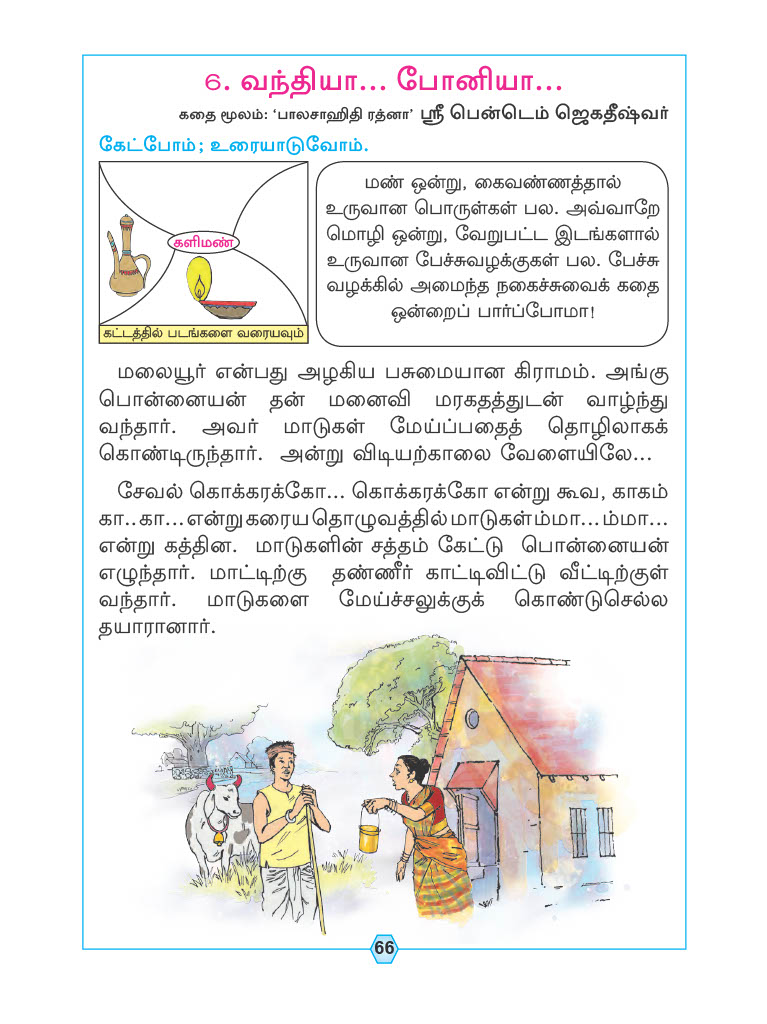 6. வந்தியா... போனியா...
கதை மூலம்: ‘பாலசாஹிதி ரத்னா’ ஸ்ரீ பென்டெம் ஜெகதீஷ்வர்
கேட்போம்; உரையாடுவோம்.
களிமண்
கட்டத்தில் படங்களை வரையவும்
மண் ஒன்று, கைவண்ணத்தால்
உருவான பொருள்கள் பல. அவ்வாறே
மொழி ஒன்று, வேறுபட்ட இடங்களால்
உருவான பேச்சுவழக்குகள் பல. பேச்சு
வழக்கில் அமைந்த நகைச்சுவைக் கதை
ஒன்றைப் பார்ப்போமா!
மலையூர் என்பது அழகிய பசுமையான கிராமம். அங்கு
பொன்னையன் தன் மனைவி மரகதத்துடன் வாழ்ந்து
வந்தார். அவர் மாடுகள் மேய்ப்பதைத் தொழிலாகக்
கொண்டிருந்தார். அன்று விடியற்காலை வேளையிலே...
சேவல் கொக்கரக்கோ... கொக்கரக்கோ என்று கூவ, காகம்
கா..கா...என்று கரைய தொழுவத்தில் மாடுகள் ம்மா...ம்மா...
என்று கத்தின. மாடுகளின் சத்தம் கேட்டு பொன்னையன்
எழுந்தார். மாட்டிற்கு தண்ணீர் காட்டிவிட்டு வீட்டிற்குள்
வந்தார். மாடுகளை மேய்ச்சலுக்குக் கொண்டுசெல்ல
தயாரானார்.
66